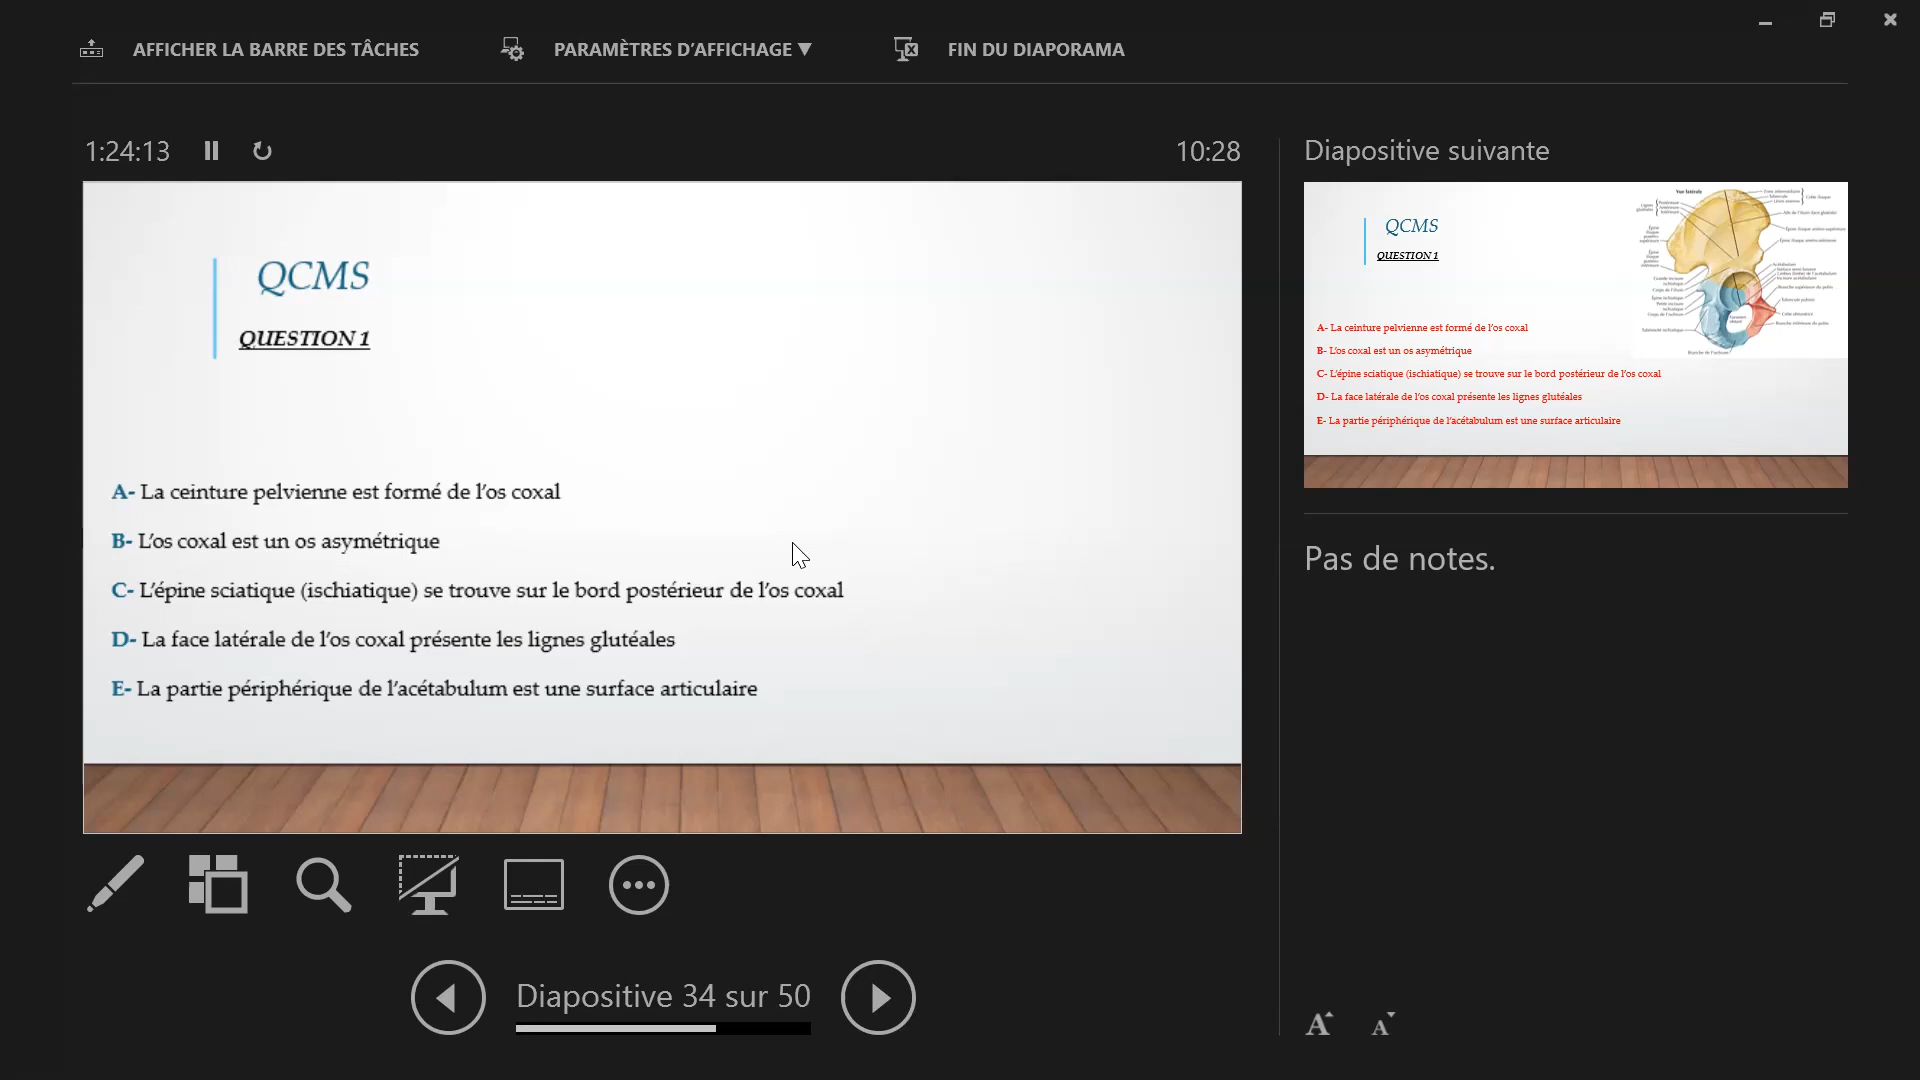 AFFICHER LA BARRE DES TÂCHES
PARAMÈTRES D'AFFICHAGE ▼
FIN DU DIAPORAMA
1:24:13
10:28
QCMS
QUESTION 1
A- La ceinture pelvienne est formé de l'os coxal
B- L'os coxal est un os asymétrique
C- L'épine sciatique (ischiatique) se trouve sur le bord postérieur de l'os coxal
D- La face latérale de l'os coxal présente les lignes glutéales
E- La partie périphérique de l'acétabulum est une surface articulaire
Diapositive 34 sur 50
Diapositive suivante
QCMS
QUESTION 1
Vue latérale
A- La ceinture pelvienne est formé de l'os coxal
B- L'os coxal est un os asymétrique
C- L'épine sciatique (ischiatique) se trouve sur le bord postérieur de l'os coxal
D- La face latérale de l'os coxal présente les lignes glutéales
E- La partie périphérique de l'acétabulum est une surface articulaire
Pas de notes.
A A